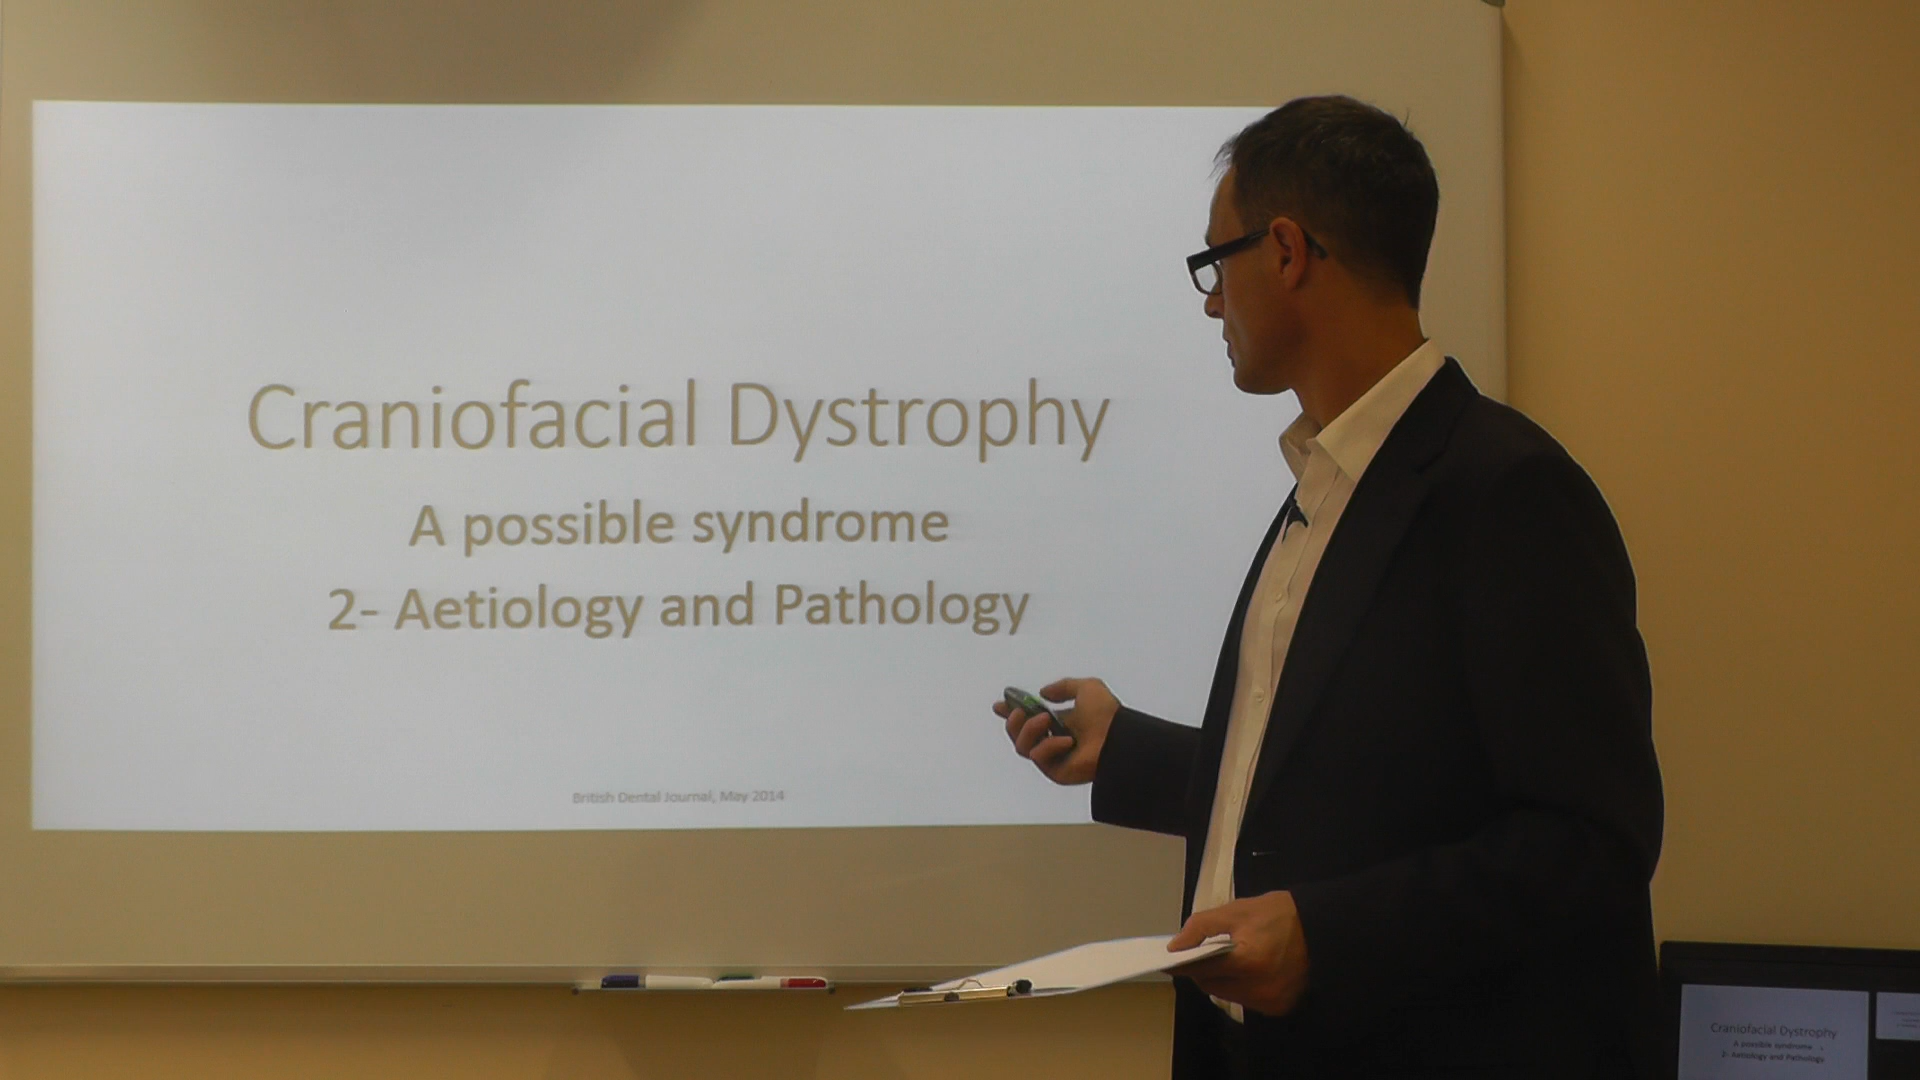 Craniofacial Dystrophy
A possible syndrome
2- Aetiology and Pathology
British Dental Journal, May 2014
Craniofacial Dystrophy
A possible syndrome
2- Aetiology and Pathology